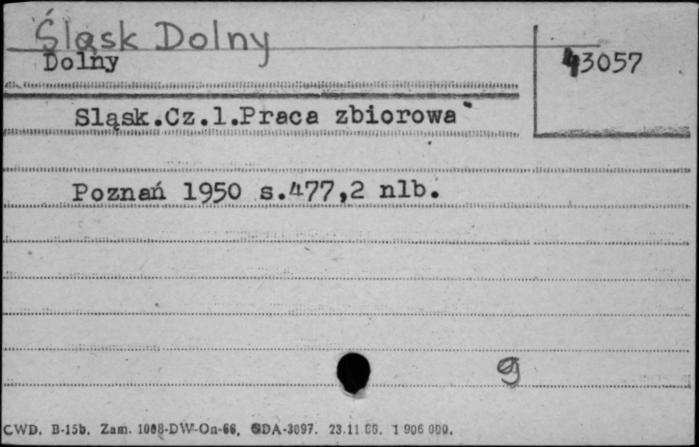 Śląsk Dolny
Dolny
43057
Sląsk.Cz.1.Praca zbiorowa
Poznań 1950 s.477,2 nlb.
g
CWD. B-15b. Zam. 1088-DW-On-66, GDA-3097. 23.11.66. 1 906 000.